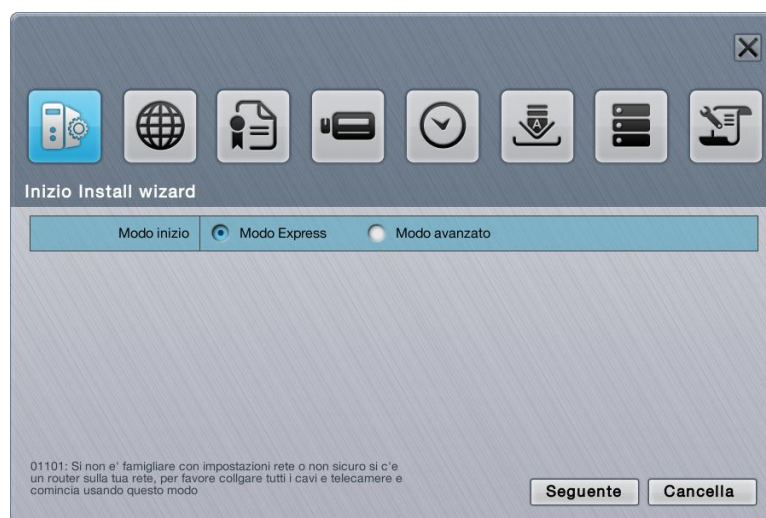 Inizio Install wizard
Modo inizio Modo Express Modo avanzato
01101: Si non e' famigliare con impostazioni rete o non sicuro si c'e
un router sulla tua rete, per favore collgare tutti i cavi e telecamere e
comincia usando questo modo
Seguente Cancella